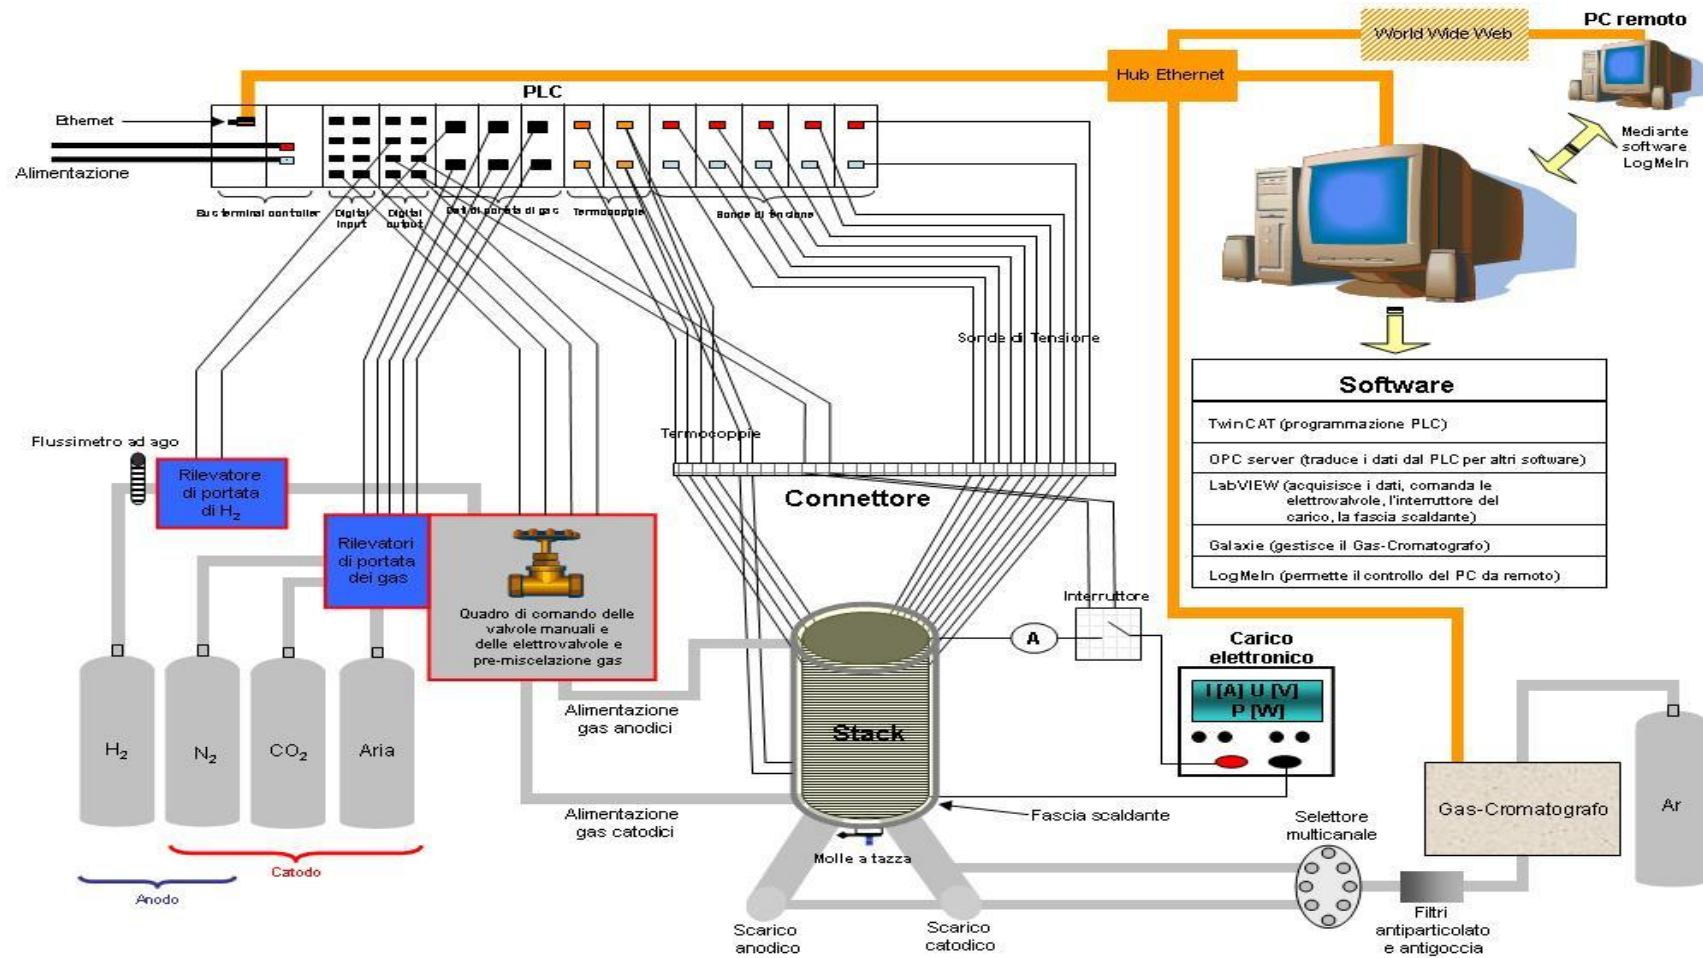 PC remoto
World Wide Web
Hub Ethernet
PLC
Ethernet
Alimentazione
Mediante
software
LogMeIn
Bus terminal controller
Digital
input
Digital
output
Dati di portata di gas
Termocoppie
Sonde di tensione
Sonde di Tensione
Software
TwinCAT (programmazione PLC)
OPC server (traduce i dati dal PLC per altri software)
LabVIEW (acquisisce i dati, comanda le
elettrovalvole, l'interruttore del
carico, la fascia scaldante)
Galaxie (gestisce il Gas-Cromatografo)
LogMeIn (permette il controllo del PC da remoto)
Flussimetro ad ago
Termocoppie
Rilevatore
di portata
di H2
Connettore
Rilevatori
di portata
dei gas
Quadro di comando delle
valvole manuali e
delle elettrovalvole e
pre-miscelazione gas
Interruttore
A
Carico
elettronico
I [A] U [V]
P [W]
Alimentazione
gas anodici
Stack
H2
N2
CO2
Aria
Alimentazione
gas catodici
Fascia scaldante
Selettore
multicanale
Gas-Cromatografo
Ar
Molle a tazza
Catodo
Anodo
Scarico
anodico
Scarico
catodico
Filtri
antiparticolato
e antigoccia